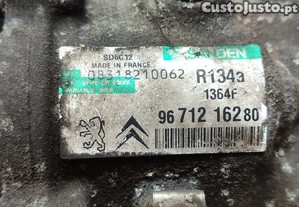 CustoJusto.pt
SD6C12
MADE IN FRANCE
SANDEN
08318210062
R134a
1364F
96 712 162 80